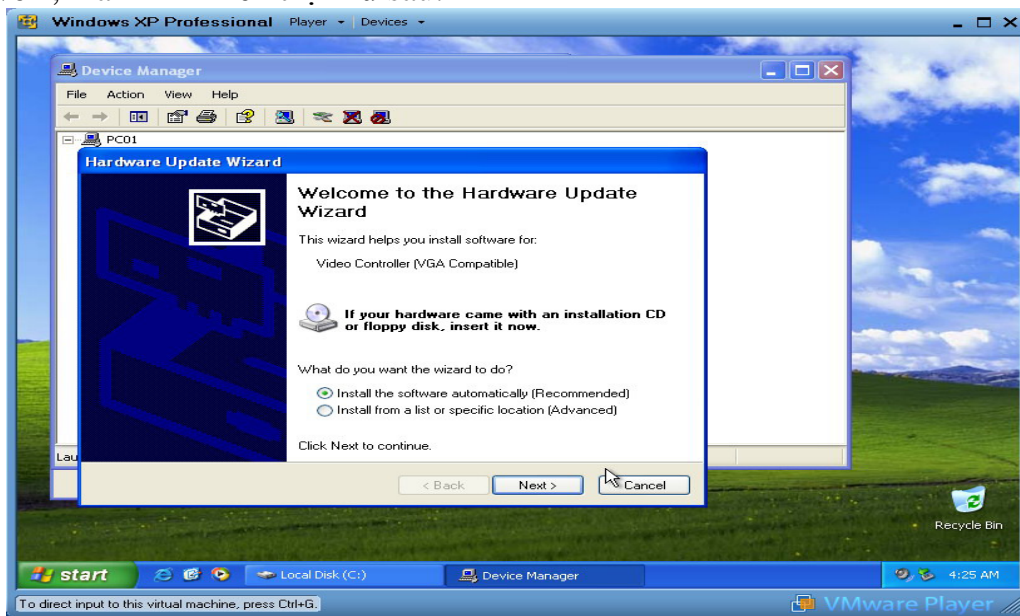 Windows XP Professional Player Devices
Device Manager
File Action View Help
PC01
Hardware Update Wizard
Welcome to the Hardware Update
Wizard
This wizard helps you install software for:
Video Controller (VGA Compatible)
If your hardware came with an installation CD
or floppy disk, insert it now.
What do you want the wizard to do?
Install the software automatically (Recommended)
Install from a list or specific location (Advanced)
Click Next to continue.
Lau
< Back Next > Cancel
Recycle Bin
start Local Disk (C:) Device Manager 4:25 AM
To direct input to this virtual machine, press Ctrl+G. VMware Player